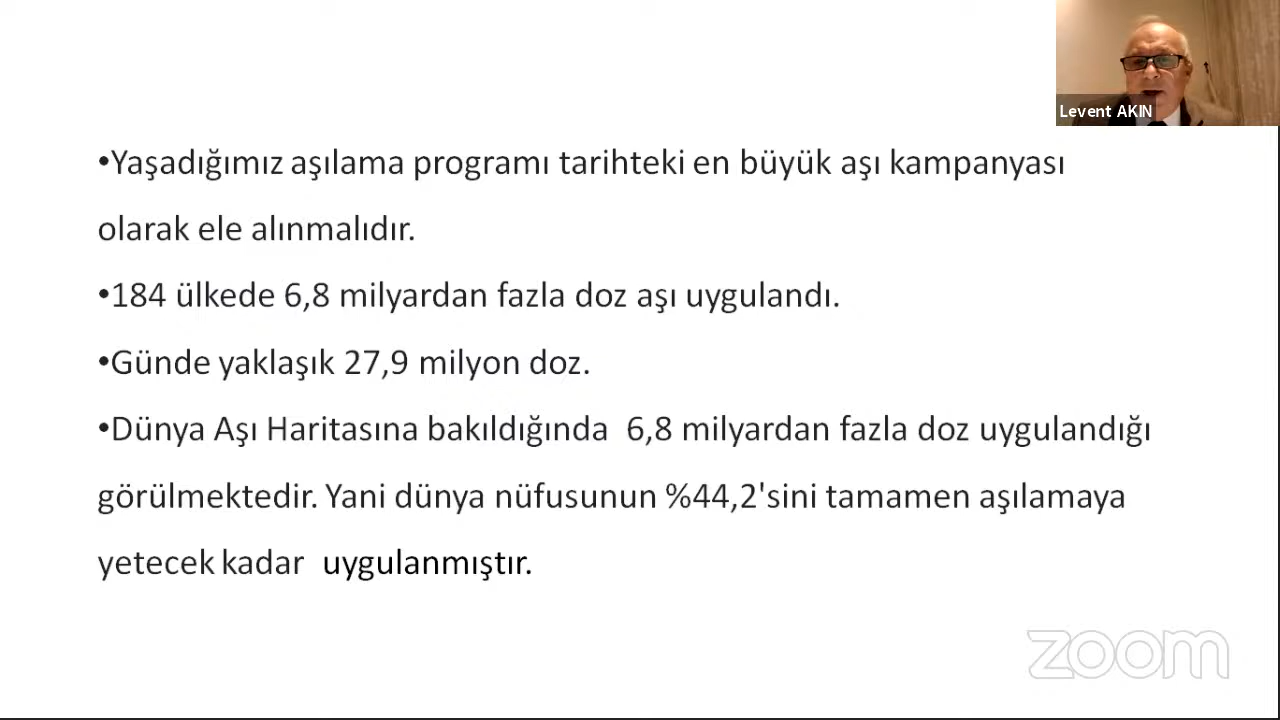 Levent AKIN
•Yaşadığımız aşılama programı tarihteki en büyük aşı kampanyası
olarak ele alınmalıdır.
•184 ülkede 6,8 milyardan fazla doz aşı uygulandı.
•Günde yaklaşık 27,9 milyon doz.
•Dünya Aşı Haritasına bakıldığında 6,8 milyardan fazla doz uygulandığı
görülmektedir. Yani dünya nüfusunun %44,2'sini tamamen aşılamaya
yetecek kadar uygulanmıştır.
zoom